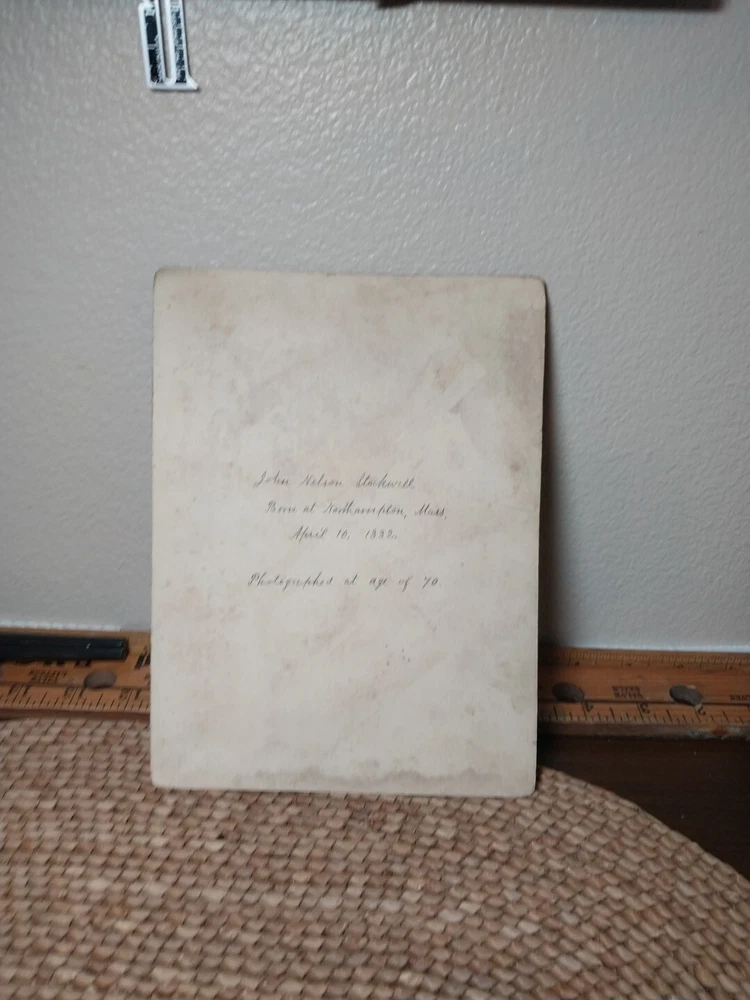 John Nelson Stockwell
Born at Northampton, Mass,
April 10, 1832.
Photographed at age of 70